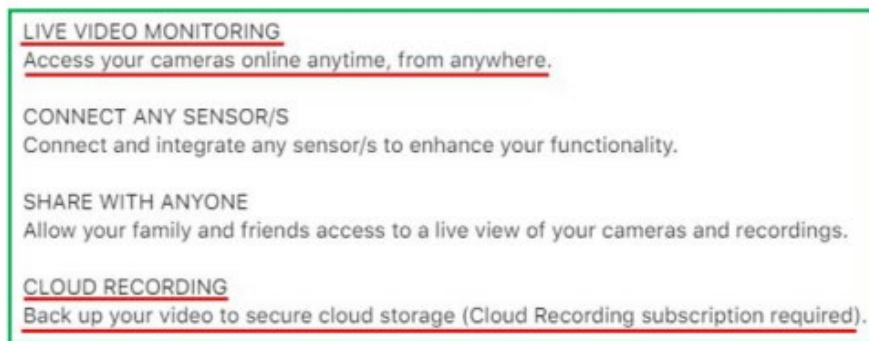 LIVE VIDEO MONITORING
Access your cameras online anytime, from anywhere.
CONNECT ANY SENSOR/S
Connect and integrate any sensor/s to enhance your functionality.
SHARE WITH ANYONE
Allow your family and friends access to a live view of your cameras and recordings.
CLOUD RECORDING
Back up your video to secure cloud storage (Cloud Recording subscription required).